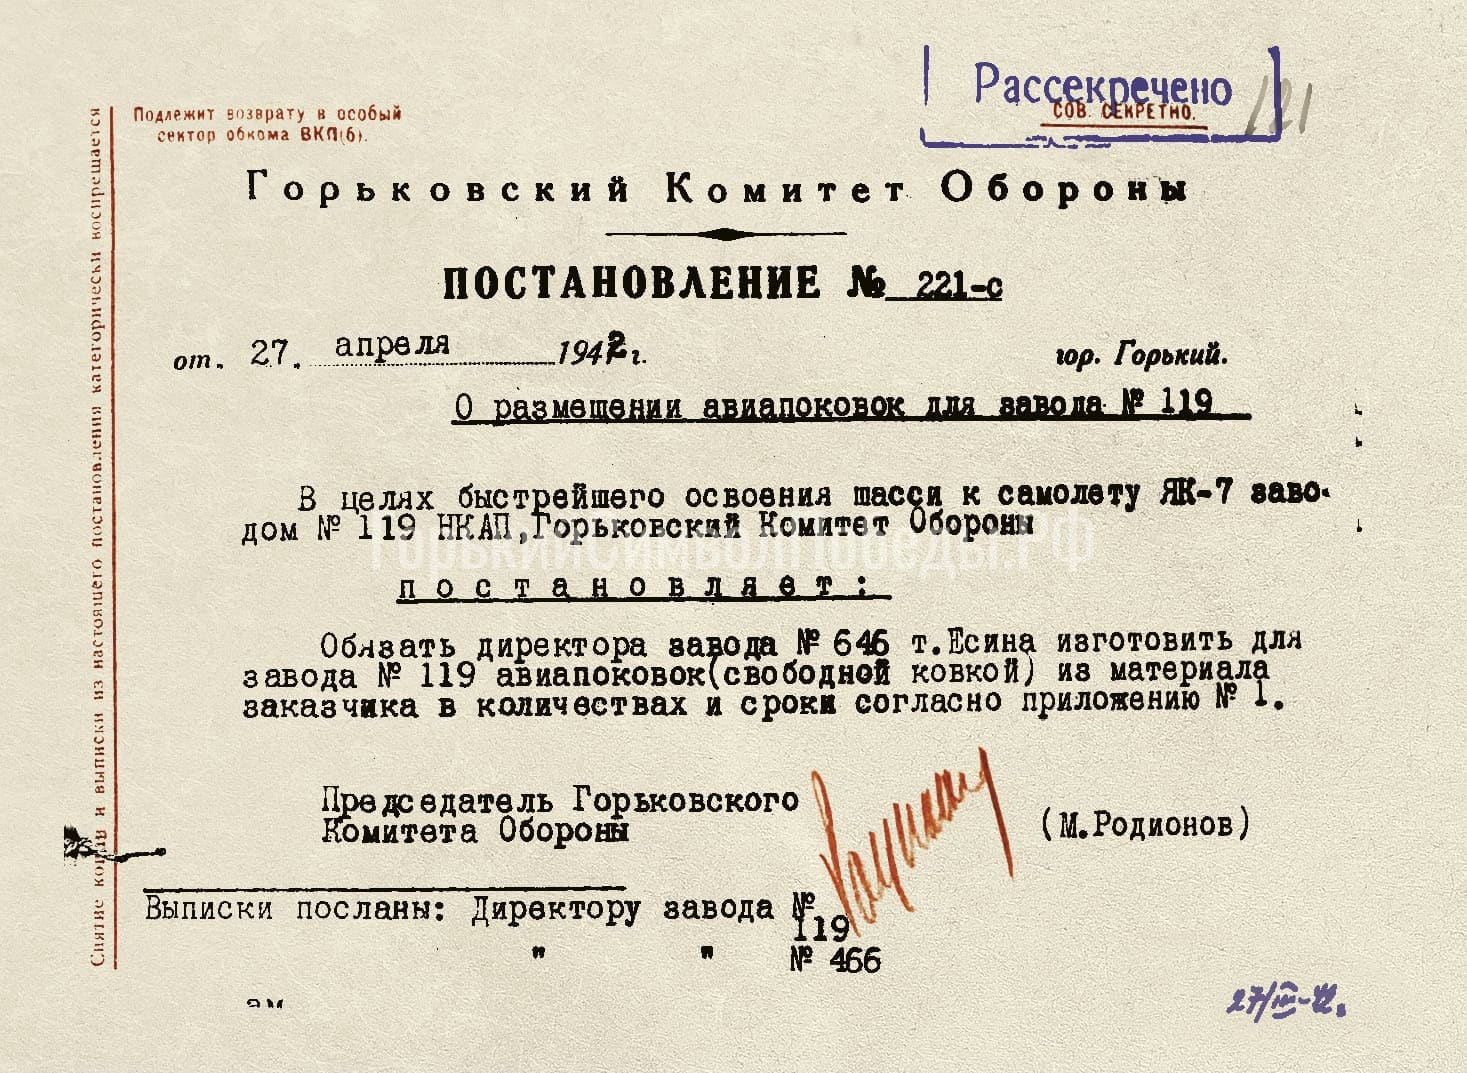 Рассекречено
СОВ. СЕКРЕТНО.
121
Подлежит возврату в особый
сектор обкома ВКП(б).
Снятие копий и выписки из настоящего постановления категорически воспрещается
Горьковский Комитет Обороны
ПОСТАНОВЛЕНИЕ № 221-с
от. 27. апреля 1942 г.
гор. Горький.
О размещении авиапоковок для завода № 119
В целях быстрейшего освоения шасси к самолету ЯК-7 заво-
дом № 119 НКАП, Горьковский Комитет Обороны
ГорькийСимволПобеды.РФ
постановляет:
Обязать директора завода № 646 т.Есина изготовить для
завода № 119 авиапоковок(свободной ковкой) из материала
заказчика в количествах и сроки согласно приложению № 1.
Председатель Горьковского
Комитета Обороны
(М.Родионов)
Выписки посланы: Директору завода №
119
" " № 466
эм